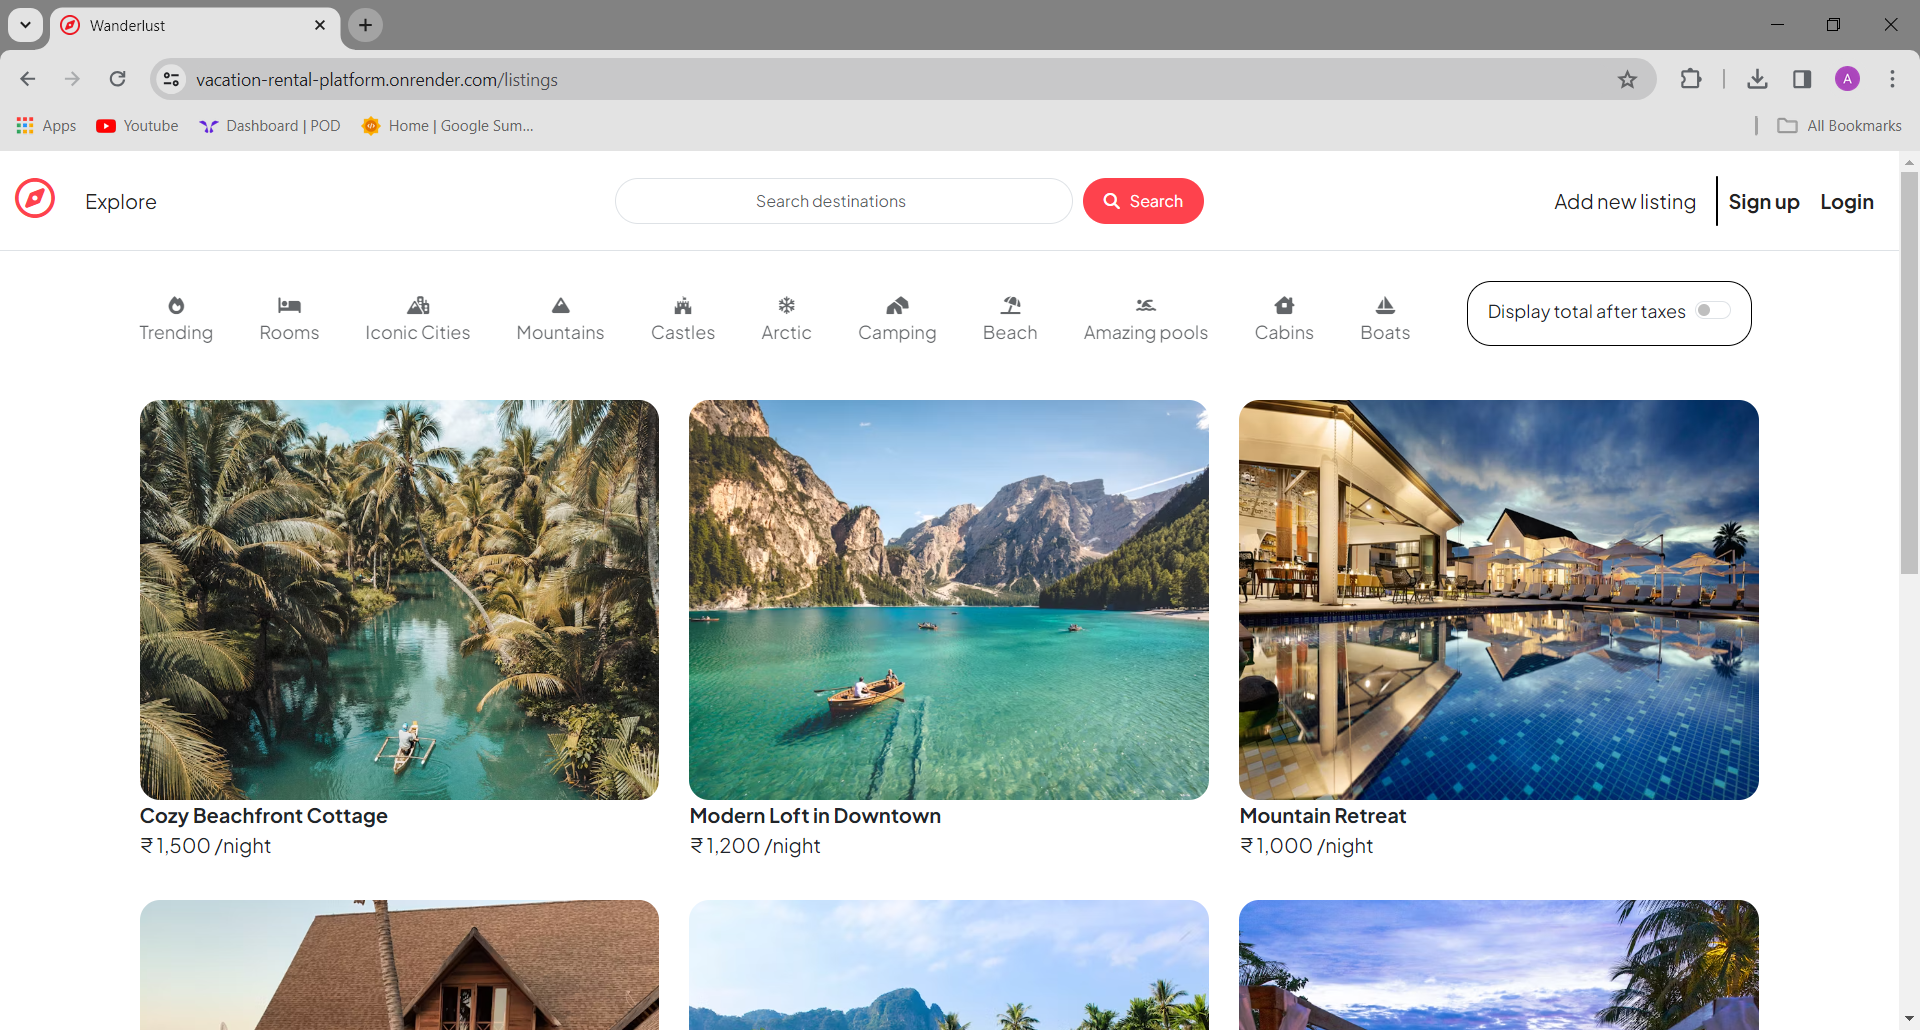 Wanderlust
vacation-rental-platform.onrender.com/listings
A
Apps Youtube Dashboard | POD Home | Google Sum... All Bookmarks
Explore Search destinations Search Add new listing Sign up Login
Trending Rooms Iconic Cities Mountains Castles Arctic Camping Beach Amazing pools Cabins Boats Display total after taxes
Cozy Beachfront Cottage
₹1,500 /night
Modern Loft in Downtown
₹1,200 /night
Mountain Retreat
₹1,000 /night